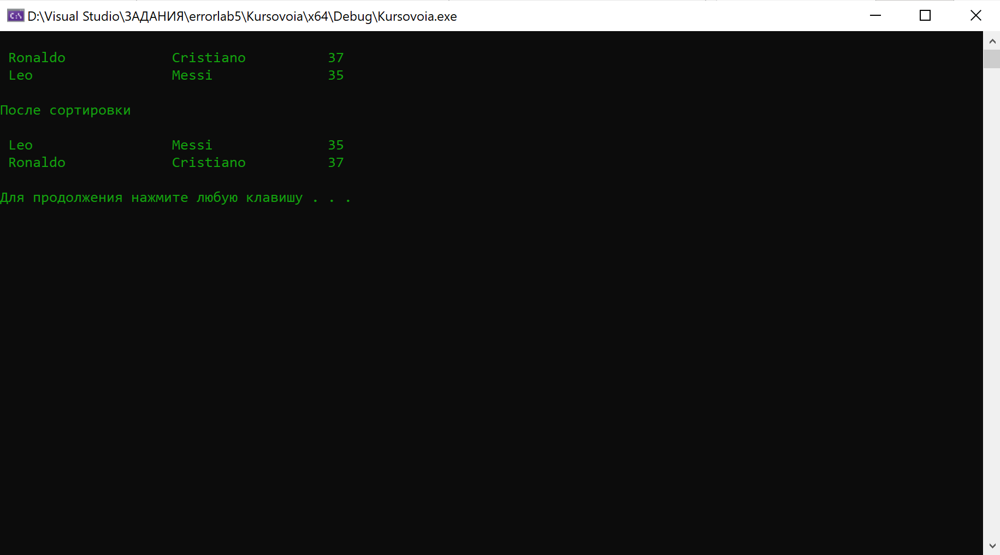 D:\Visual Studio\ЗАДАНИЯ\errorlab5\Kursovoia\x64\Debug\Kursovoia.exe
Ronaldo Cristiano 37
Leo Messi 35
После сортировки
Leo Messi 35
Ronaldo Cristiano 37
Для продолжения нажмите любую клавишу . . .